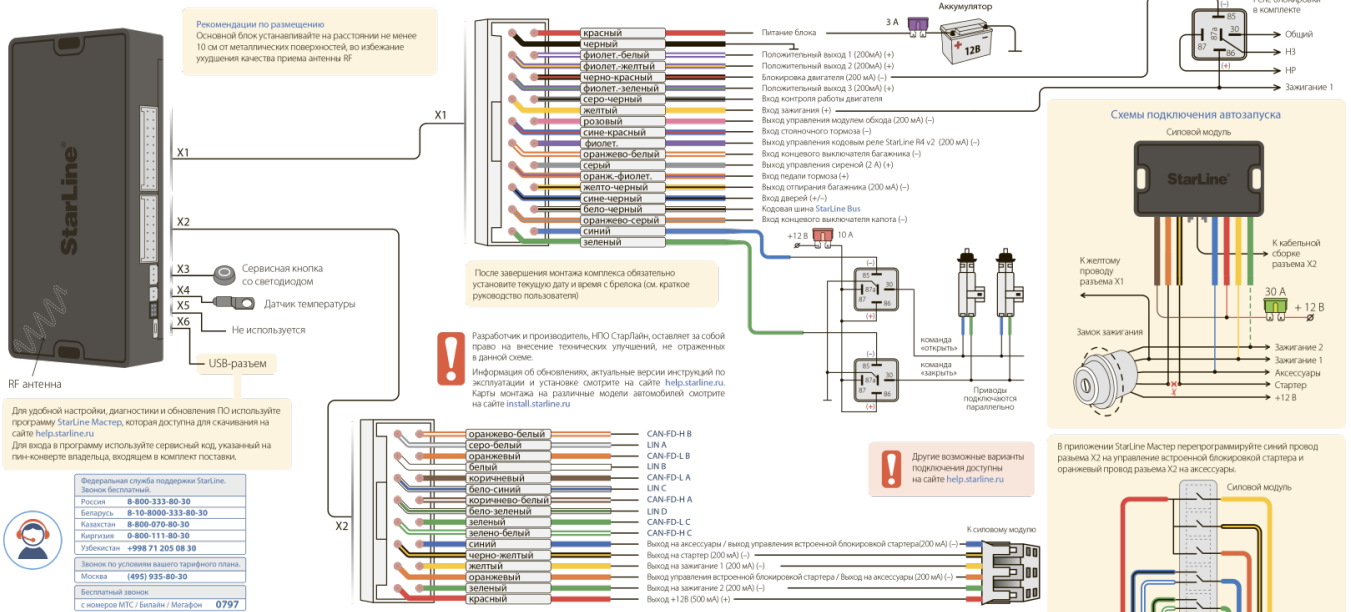 Рекомендации по размещению
Основной блок устанавливайте на расстоянии не менее
10 см от металлических поверхностей, во избежание
ухудшения качества приема антенны RF
StarLine
X1
X2
X3
X4
X5
X6
Сервисная кнопка
со светодиодом
Датчик температуры
Не используется
USB-разъем
RF антенна
Для удобной настройки, диагностики и обновления ПО используйте
программу StarLine Мастер, которая доступна для скачивания на
сайте help.starline.ru
Для входа в программу используйте сервисный код, указанный на
пин-конверте владельца, входящем в комплект поставки.
Федеральная служба поддержки StarLine.
Звонок бесплатный.
Россия 8-800-333-80-30
Беларусь 8-10-8000-333-80-30
Казахстан 8-800-070-80-30
Киргизия 0-800-111-80-30
Узбекистан +998 71 205 08 30
Звонок по условиям вашего тарифного плана.
Москва (495) 935-80-30
Бесплатный звонок
с номеров МТС / Билайн / Мегафон 0797
X1
красный Питание блока
черный
фиолет.-белый Положительный выход 1 (200мА) (+)
фиолет.-желтый Положительный выход 2 (200мА) (+)
черно-красный Блокировка двигателя (200 мА) (–)
фиолет.-зеленый Положительный выход 3 (200мА) (+)
серо-черный Вход контроля работы двигателя
желтый Вход зажигания (+)
розовый Выход управления модулем обхода (200 мА) (–)
сине-красный Вход стояночного тормоза (–)
фиолет. Выход управления кодовым реле StarLine R4 v2 (200 мА) (–)
оранжево-белый Вход концевого выключателя багажника (–)
серый Выход управления сиреной (2 А) (+)
оранж.-фиолет. Вход педали тормоза (+)
желто-черный Выход отпирания багажника (200 мА) (–)
сине-черный Вход дверей (+/–)
бело-черный Кодовая шина StarLine Bus
оранжево-серый Вход концевого выключателя капота (–)
синий
зеленый
3 А
Аккумулятор
12В
+12 В
10 А
(–)
85
87a
30
87
86
(+)
(–)
85
87a
30
87
86
(+)
команда
«открыть»
команда
«закрыть»
Приводы
подключаются
параллельно
После завершения монтажа комплекса обязательно
установите текущую дату и время с брелока (см. краткое
руководство пользователя)
Разработчик и производитель, НПО СтарЛайн, оставляет за собой
право на внесение технических улучшений, не отраженных
в данной схеме.
Информация об обновлениях, актуальные версии инструкций по
эксплуатации и установке смотрите на сайте help.starline.ru.
Карты монтажа на различные модели автомобилей смотрите
на сайте install.starline.ru
X2
оранжево-белый CAN-FD-H B
серо-белый LIN A
оранжевый CAN-FD-L B
белый LIN B
коричневый CAN-FD-L A
бело-синий LIN C
коричнево-белый CAN-FD-H A
бело-зеленый LIN D
зеленый CAN-FD-L C
зелено-белый CAN-FD-H C
синий Выход на аксессуары / выход управления встроенной блокировкой стартера(200 мА) (–)
черно-желтый Выход на стартер (200 мА) (–)
желтый Выход на зажигание 1 (200 мА) (–)
оранжевый Выход управления встроенной блокировкой стартера / Выход на аксессуары (200 мА) (–)
зеленый Выход на зажигание 2 (200 мА) (–)
красный Выход +12В (500 мА) (+)
К силовому модулю
Другие возможные варианты
подключения доступны
на сайте help.starline.ru
в комплекте
(–)
85
87a
30
87
86
(+)
Общий
НЗ
НР
Зажигание 1
Схемы подключения автозапуска
Силовой модуль
StarLine
К желтому
проводу
разъема X1
К кабельной
сборке
разъема X2
30 А
+ 12 В
Замок зажигания
Зажигание 2
Зажигание 1
Аксессуары
Стартер
+12 В
В приложении StarLine Мастер перепрограммируйте синий провод
разъема X2 на управление встроенной блокировкой стартера и
оранжевый провод разъема X2 на аксессуары.
Силовой модуль